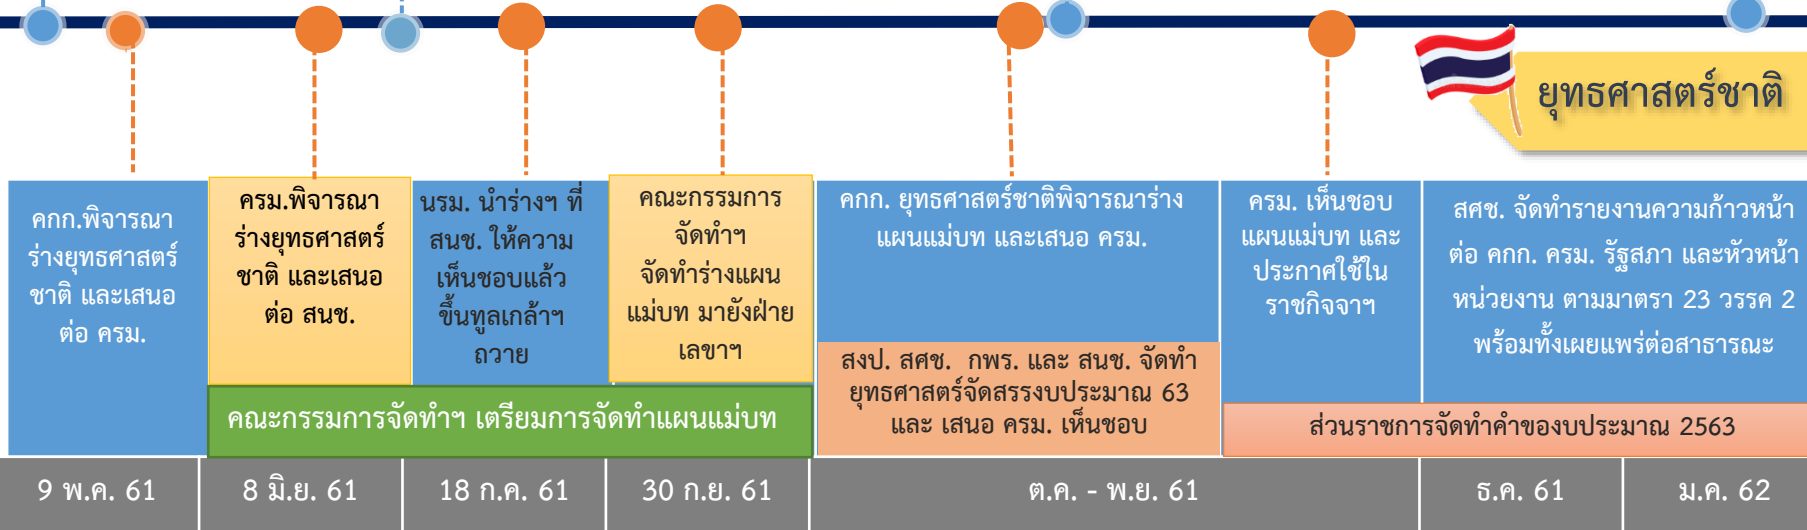 ยุทธศาสตร์ชาติ
คกก.พิจารณา
ร่างยุทธศาสตร์
ชาติ และเสนอ
ต่อ ครม.
ครม.พิจารณา
ร่างยุทธศาสตร์
ชาติ และเสนอ
ต่อ สนช.
นรม. นำร่างฯ ที่
สนช. ให้ความ
เห็นชอบแล้ว
ขึ้นทูลเกล้าฯ
ถวาย
คณะกรรมการ
จัดทำฯ
จัดทำร่างแผน
แม่บท มายังฝ่าย
เลขาฯ
คกก. ยุทธศาสตร์ชาติพิจารณาร่าง
แผนแม่บท และเสนอ ครม.
ครม. เห็นชอบ
แผนแม่บท และ
ประกาศใช้ใน
ราชกิจจาฯ
สศช. จัดทำรายงานความก้าวหน้า
ต่อ คกก. ครม. รัฐสภา และหัวหน้า
หน่วยงาน ตามมาตรา 23 วรรค 2
พร้อมทั้งเผยแพร่ต่อสาธารณะ
สงป. สศช. กพร. และ สนช. จัดทำ
ยุทธศาสตร์จัดสรรงบประมาณ 63
และ เสนอ ครม. เห็นชอบ
คณะกรรมการจัดทำฯ เตรียมการจัดทำแผนแม่บท
ส่วนราชการจัดทำคำของบประมาณ 2563
9 พ.ค. 61
8 มิ.ย. 61
18 ก.ค. 61
30 ก.ย. 61
ต.ค. - พ.ย. 61
ธ.ค. 61
ม.ค. 62